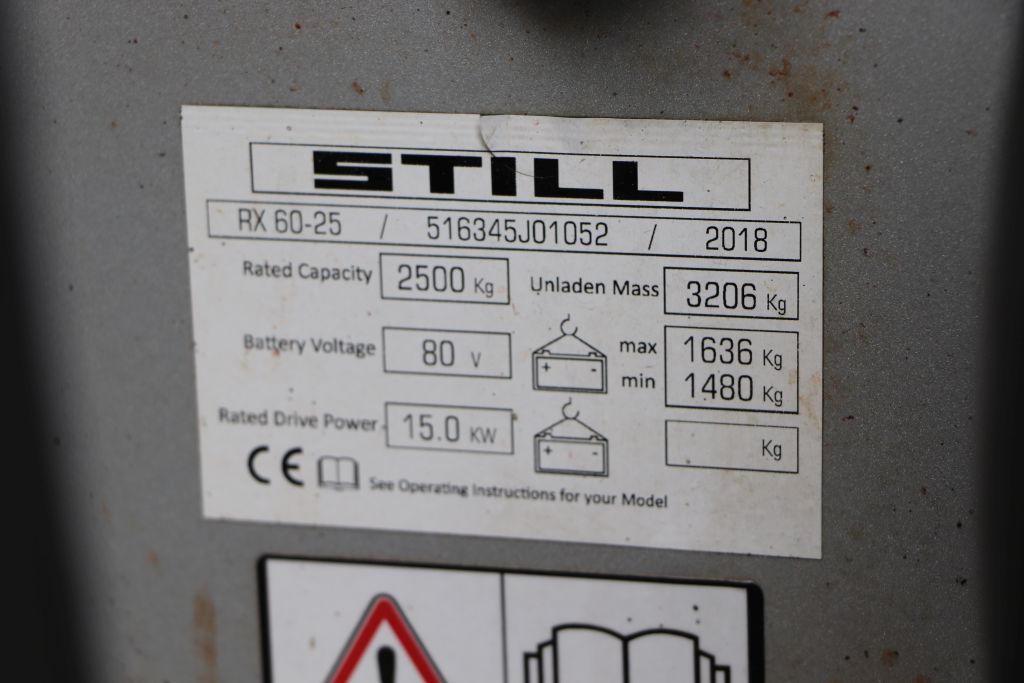 STILL
RX 60-25 / 516345J01052 / 2018
Rated Capacity 2500 Kg Unladen Mass 3206 Kg
Battery Voltage 80 V + - max 1636 Kg
min 1480 Kg
Rated Drive Power 15.0 KW + - Kg
CE See Operating Instructions for your Model
!